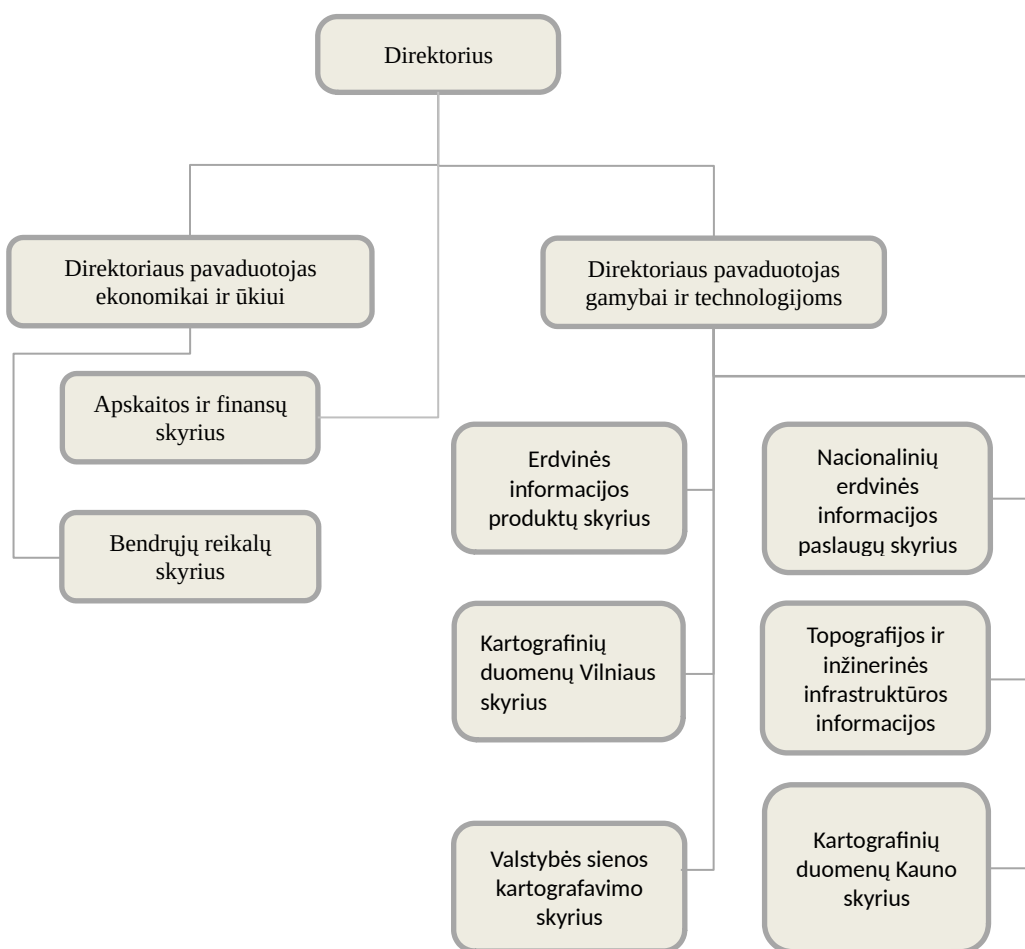 Direktorius
Direktoriaus pavaduotojas
ekonomikai ir ūkiui
Direktoriaus pavaduotojas
gamybai ir technologijoms
Apskaitos ir finansų
skyrius
Bendrųjų reikalų
skyrius
Erdvinės
informacijos
produktų skyrius
Nacionalinių
erdvinės
informacijos
paslaugų skyrius
Kartografinių
duomenų Vilniaus
skyrius
Topografijos ir
inžinerinės
infrastruktūros
informacijos
Valstybės sienos
kartografavimo
skyrius
Kartografinių
duomenų Kauno
skyrius